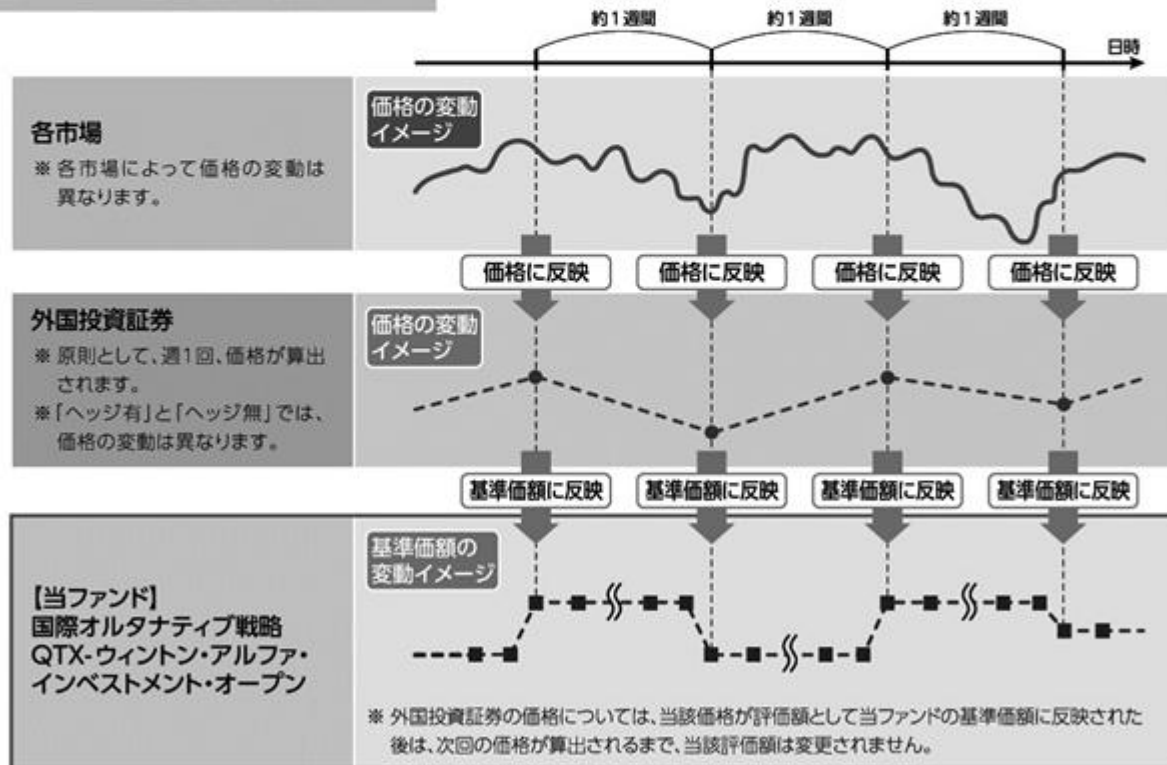 約1週間
約1週間
約1週間
日時
各市場
※ 各市場によって価格の変動は
異なります。
価格の変動
イメージ
価格に反映
価格に反映
価格に反映
価格に反映
外国投資証券
※ 原則として、週1回、価格が算出
されます。
※「ヘッジ有」と「ヘッジ無」では、
価格の変動は異なります。
価格の変動
イメージ
基準価額に反映
基準価額に反映
基準価額に反映
基準価額に反映
【当ファンド】
国際オルタナティブ戦略
QTX-ウィントン・アルファ・
インベストメント・オープン
基準価額の
変動イメージ
※ 外国投資証券の価格については、当該価格が評価額として当ファンドの基準価額に反映された
後は、次回の価格が算出されるまで、当該評価額は変更されません。